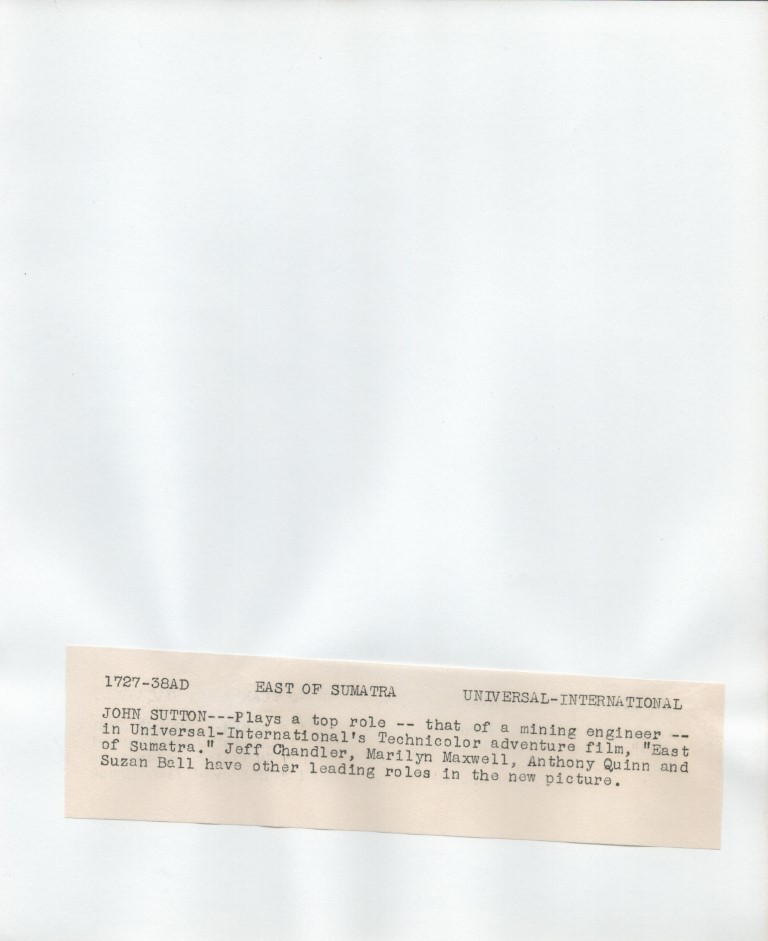 1727-38AD EAST OF SUMATRA UNIVERSAL-INTERNATIONAL
JOHN SUTTON---Plays a top role -- that of a mining engineer --
in Universal-International's Technicolor adventure film, "East
of Sumatra." Jeff Chandler, Marilyn Maxwell, Anthony Quinn and
Suzan Ball have other leading roles in the new picture.